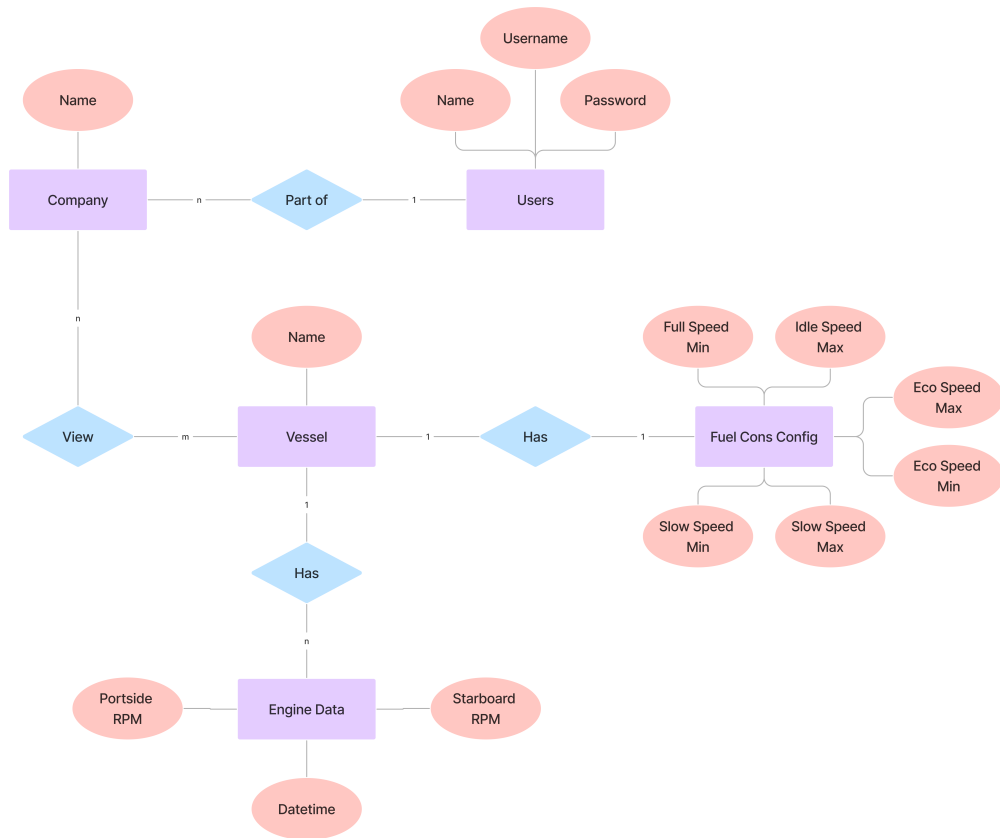 Username
Name
Name
Password
Company
n
Part of
1
Users
n
Name
Full Speed
Min
Idle Speed
Max
Eco Speed
Max
View
m
Vessel
1
Has
1
Fuel Cons Config
Eco Speed
Min
1
Slow Speed
Min
Slow Speed
Max
Has
n
Portside
RPM
Engine Data
Starboard
RPM
Datetime